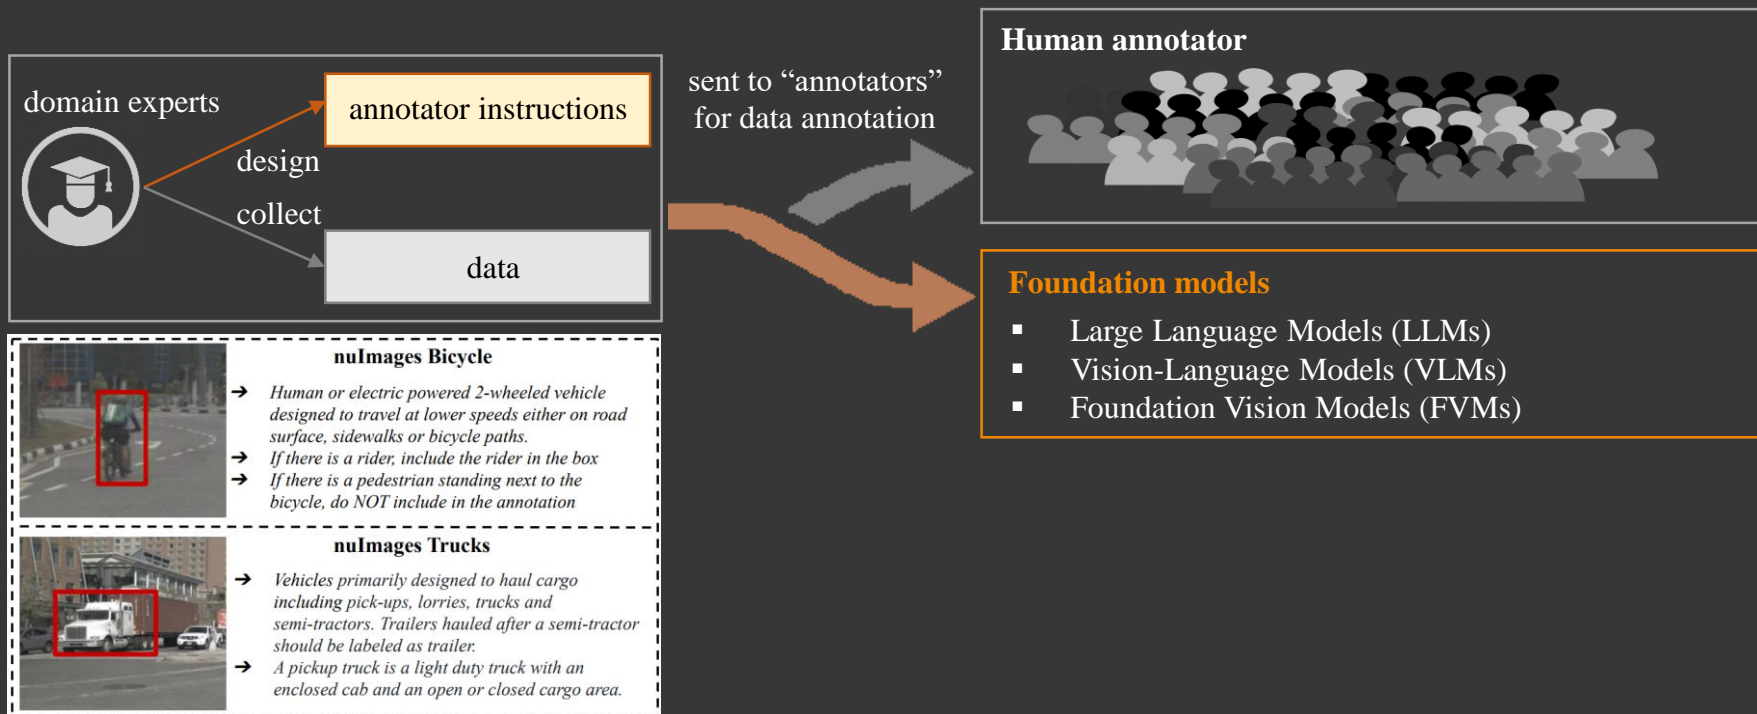 domain experts
annotator instructions
design
collect
data
sent to “annotators”
for data annotation
Human annotator
Foundation models
▪ Large Language Models (LLMs)
▪ Vision-Language Models (VLMs)
▪ Foundation Vision Models (FVMs)
nuImages Bicycle
➔ Human or electric powered 2-wheeled vehicle
designed to travel at lower speeds either on road
surface, sidewalks or bicycle paths.
➔ If there is a rider, include the rider in the box
➔ If there is a pedestrian standing next to the
bicycle, do NOT include in the annotation
nuImages Trucks
➔ Vehicles primarily designed to haul cargo
including pick-ups, lorries, trucks and
semi-tractors. Trailers hauled after a semi-tractor
should be labeled as trailer.
➔ A pickup truck is a light duty truck with an
enclosed cab and an open or closed cargo area.